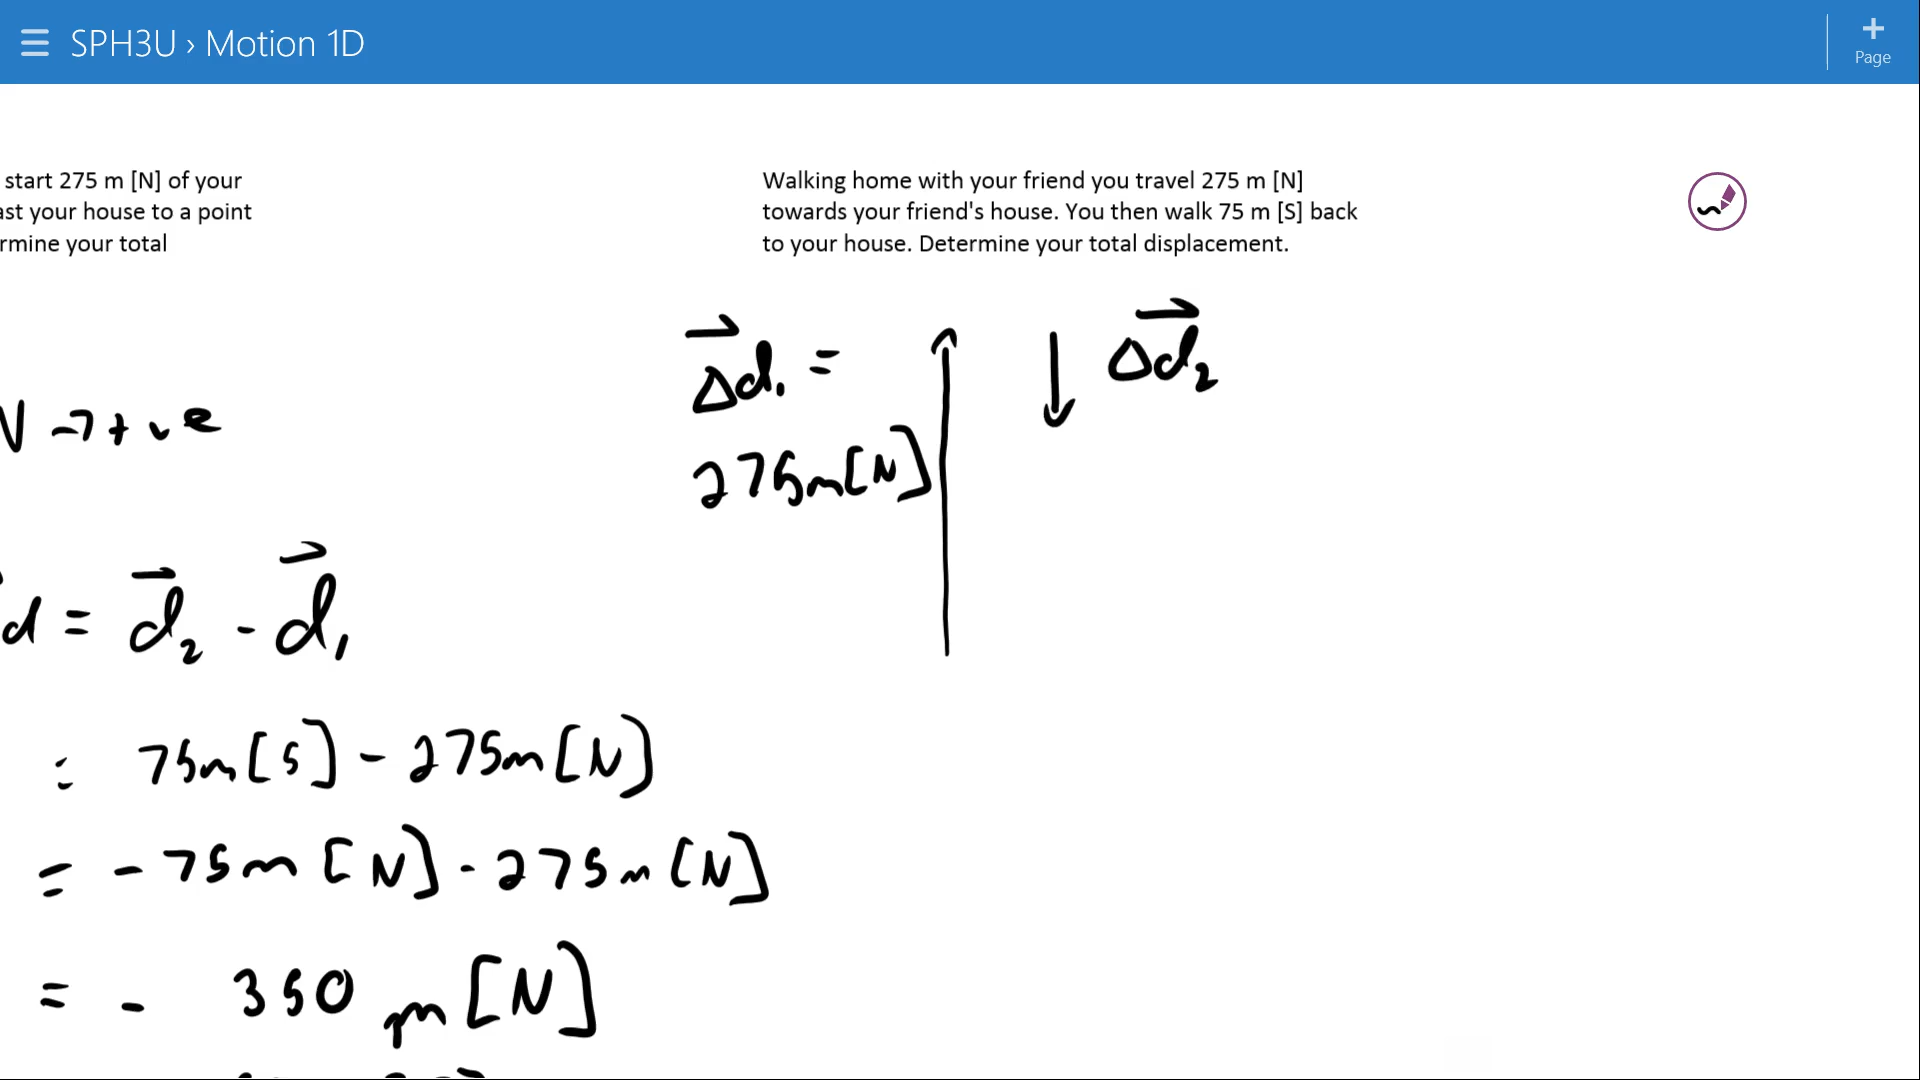 SPH3U › Motion 1D
+
Page
start 275 m [N] of your
ast your house to a point
rmine your total
N → +ve
d = d₂ - d₁
= 75m[S] - 275m[N]
= -75m[N] - 275m[N]
= - 350 m[N]
Walking home with your friend you travel 275 m [N]
towards your friend's house. You then walk 75 m [S] back
to your house. Determine your total displacement.
Δd₁ =
275m[N]
Δd₂